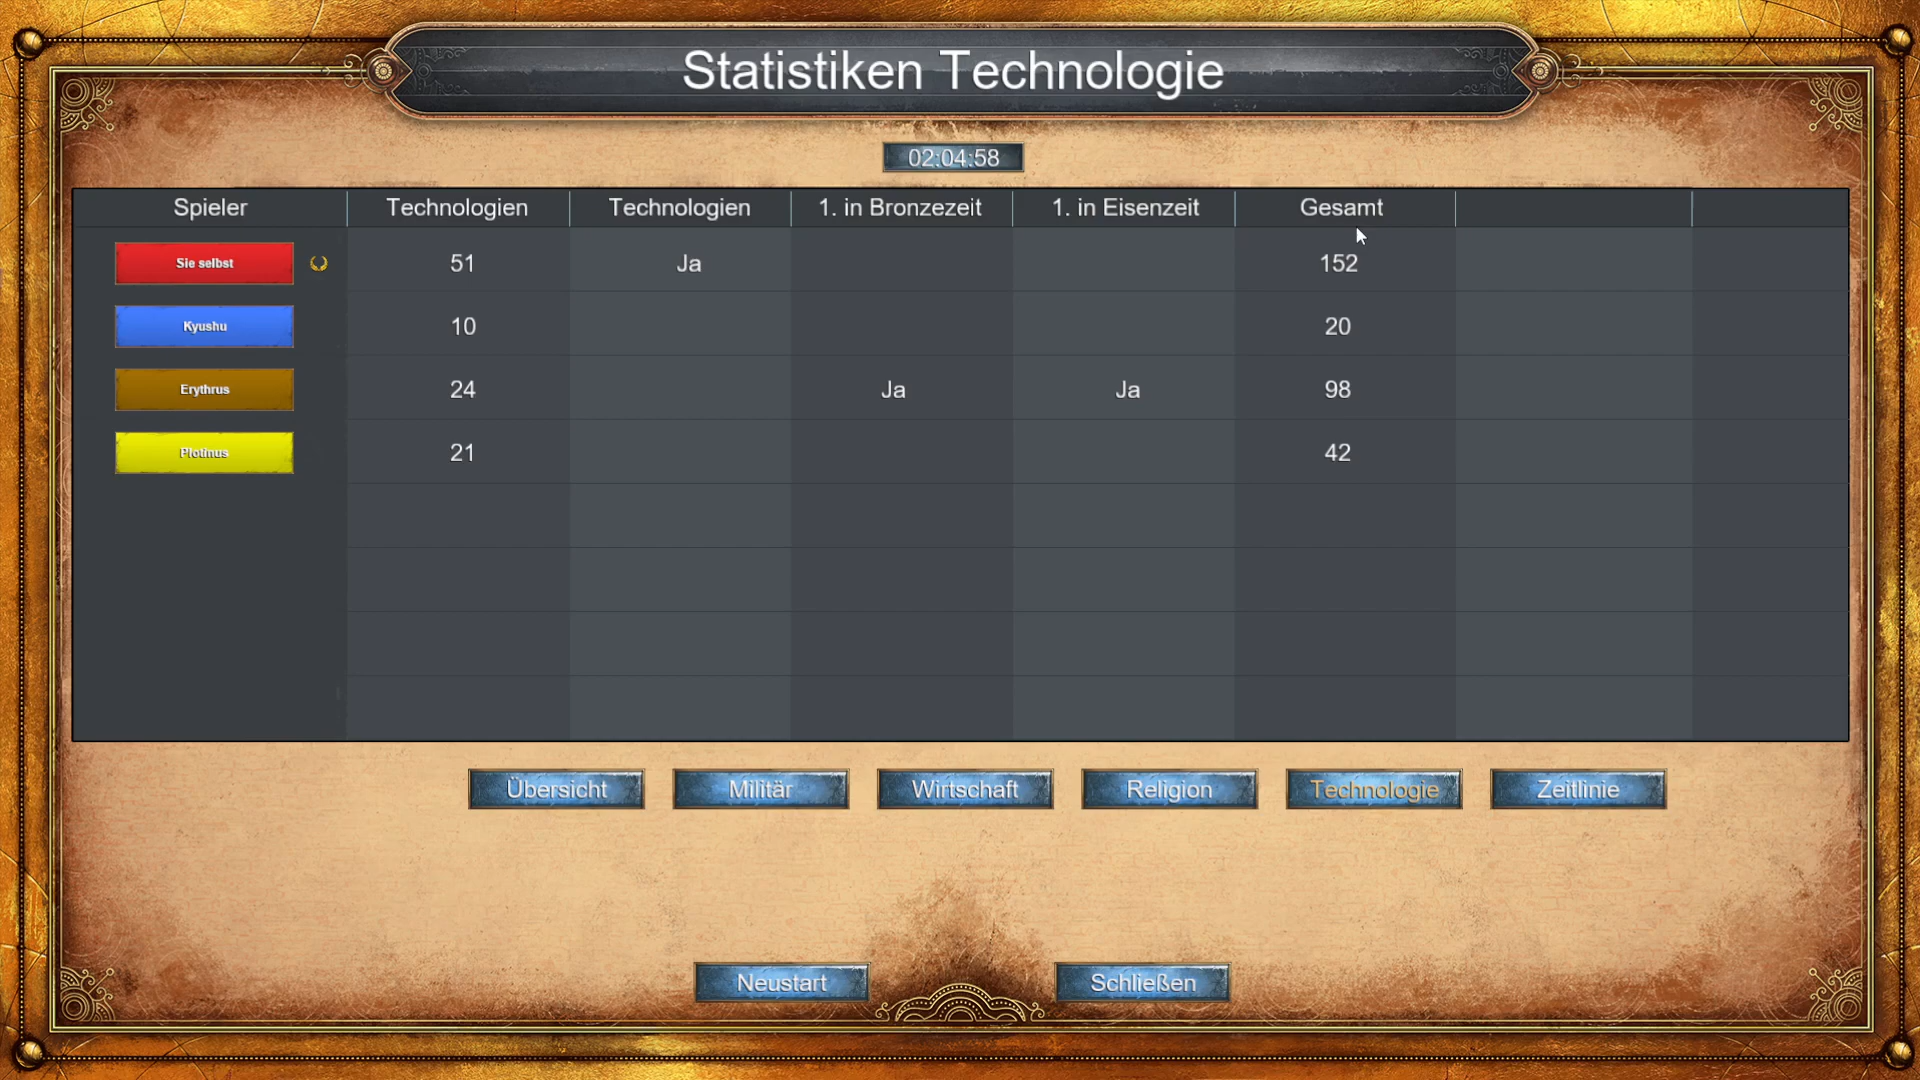 Statistiken Technologie
02:04:58
Spieler Technologien Technologien 1. in Bronzezeit 1. in Eisenzeit Gesamt
Sie selbst 51 Ja 152
Kyushu 10 20
Erythrus 24 Ja Ja 98
Plotinus 21 42
Übersicht Militär Wirtschaft Religion Technologie Zeitlinie
Neustart Schließen